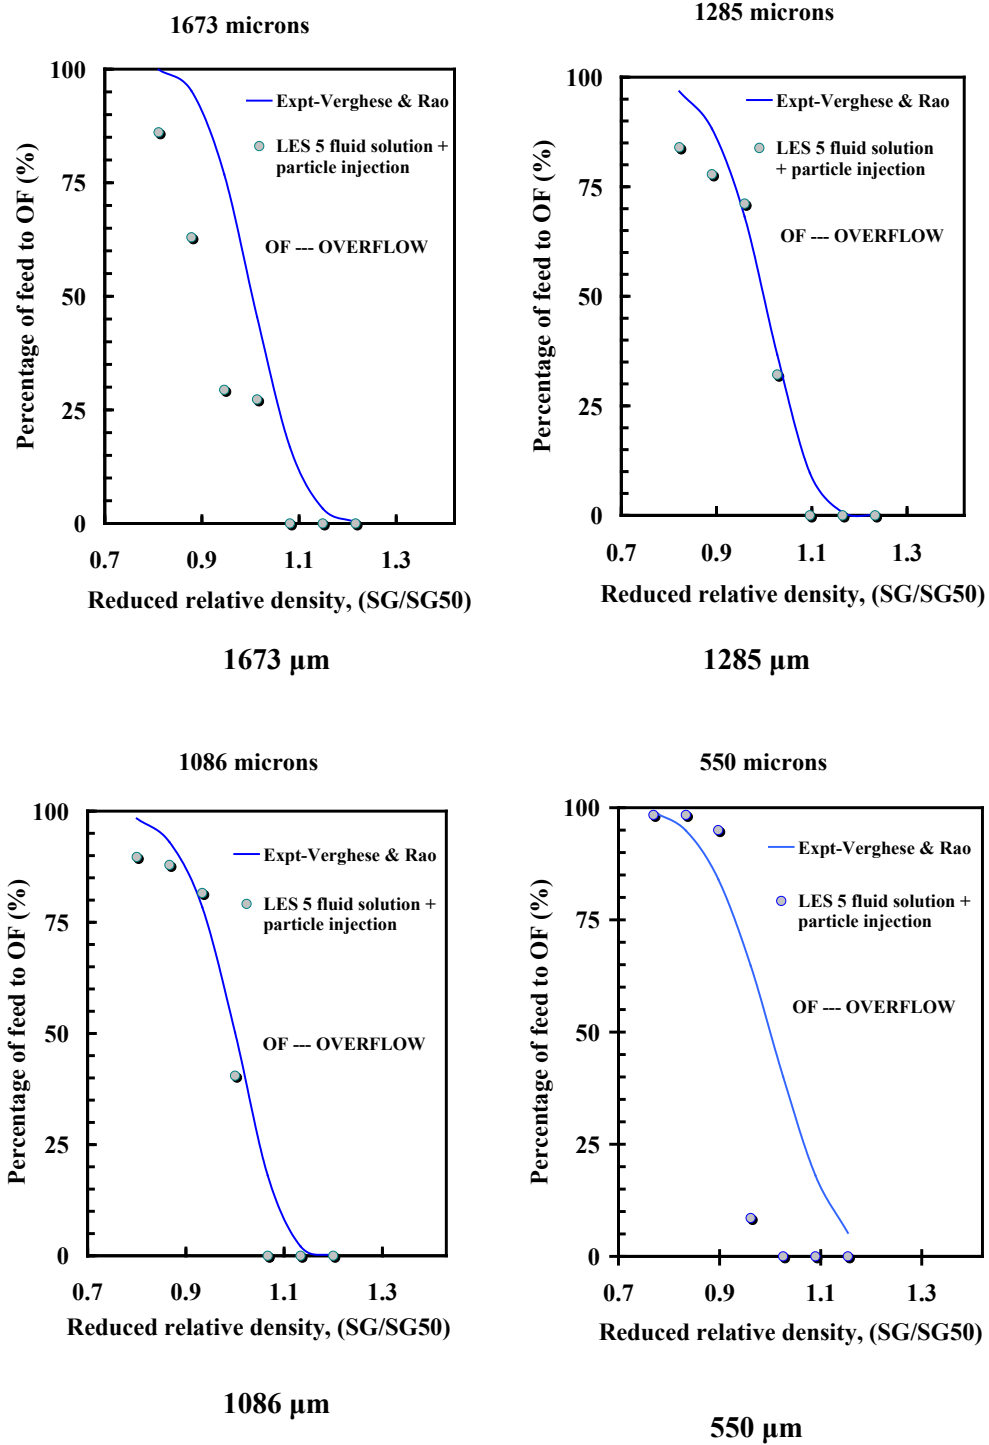 1673 microns
100
75
50
25
0
Percentage of feed to OF (%)
Expt-Verghese & Rao
LES 5 fluid solution +
particle injection
OF --- OVERFLOW
0.7 0.9 1.1 1.3
Reduced relative density, (SG/SG50)
1673 µm
1285 microns
100
75
50
25
0
Percentage of feed to OF (%)
Expt-Verghese & Rao
LES 5 fluid solution
+ particle injection
OF --- OVERFLOW
0.7 0.9 1.1 1.3
Reduced relative density, (SG/SG50)
1285 µm
1086 microns
100
75
50
25
0
Percentage of feed to OF (%)
Expt-Verghese & Rao
LES 5 fluid solution +
particle injection
OF --- OVERFLOW
0.7 0.9 1.1 1.3
Reduced relative density, (SG/SG50)
1086 µm
550 microns
100
75
50
25
0
Percentage of feed to OF (%)
Expt-Verghese & Rao
LES 5 fluid solution +
particle injection
OF --- OVERFLOW
0.7 0.9 1.1 1.3
Reduced relative density, (SG/SG50)
550 µm